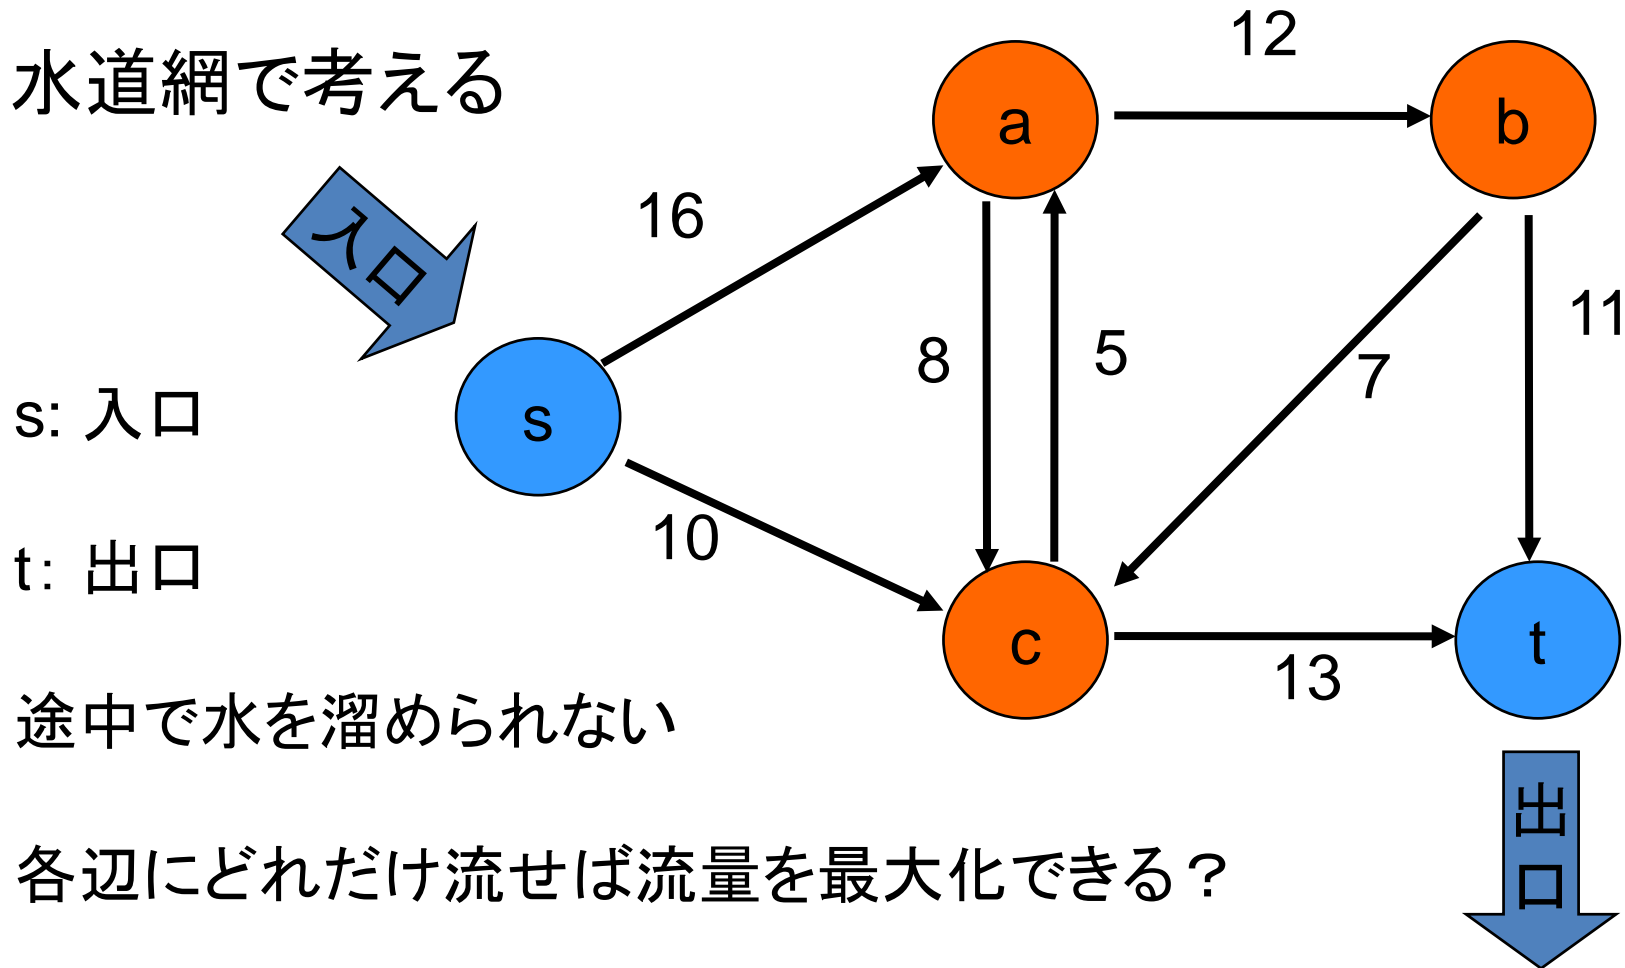 水道網で考える
入口
s: 入口
t: 出口
途中で水を溜められない
各辺にどれだけ流せば流量を最大化できる？
16
10
s
a
12
b
8
5
7
11
c
13
t
出口